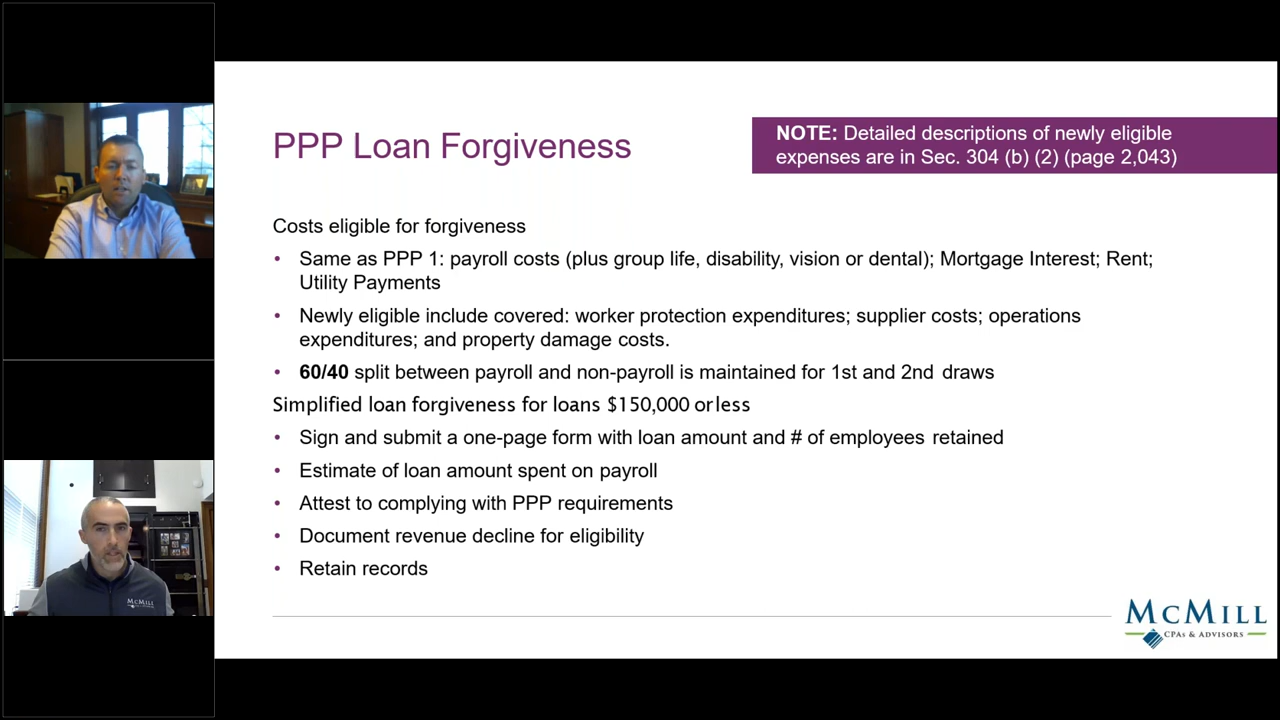 PPP Loan Forgiveness
NOTE: Detailed descriptions of newly eligible
expenses are in Sec. 304 (b) (2) (page 2,043)
Costs eligible for forgiveness
• Same as PPP 1: payroll costs (plus group life, disability, vision or dental); Mortgage Interest; Rent;
Utility Payments
• Newly eligible include covered: worker protection expenditures; supplier costs; operations
expenditures; and property damage costs.
• 60/40 split between payroll and non-payroll is maintained for 1st and 2nd draws
Simplified loan forgiveness for loans $150,000 or less
• Sign and submit a one-page form with loan amount and # of employees retained
• Estimate of loan amount spent on payroll
• Attest to complying with PPP requirements
• Document revenue decline for eligibility
• Retain records
MCMILL
CPAs & ADVISORS
MCMILL